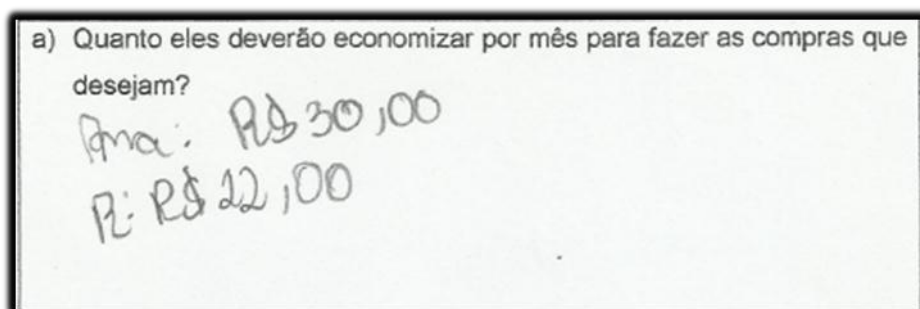 a) Quanto eles deverão economizar por mês para fazer as compras que
desejam?
Ana: R$ 30,00
R: R$ 22,00